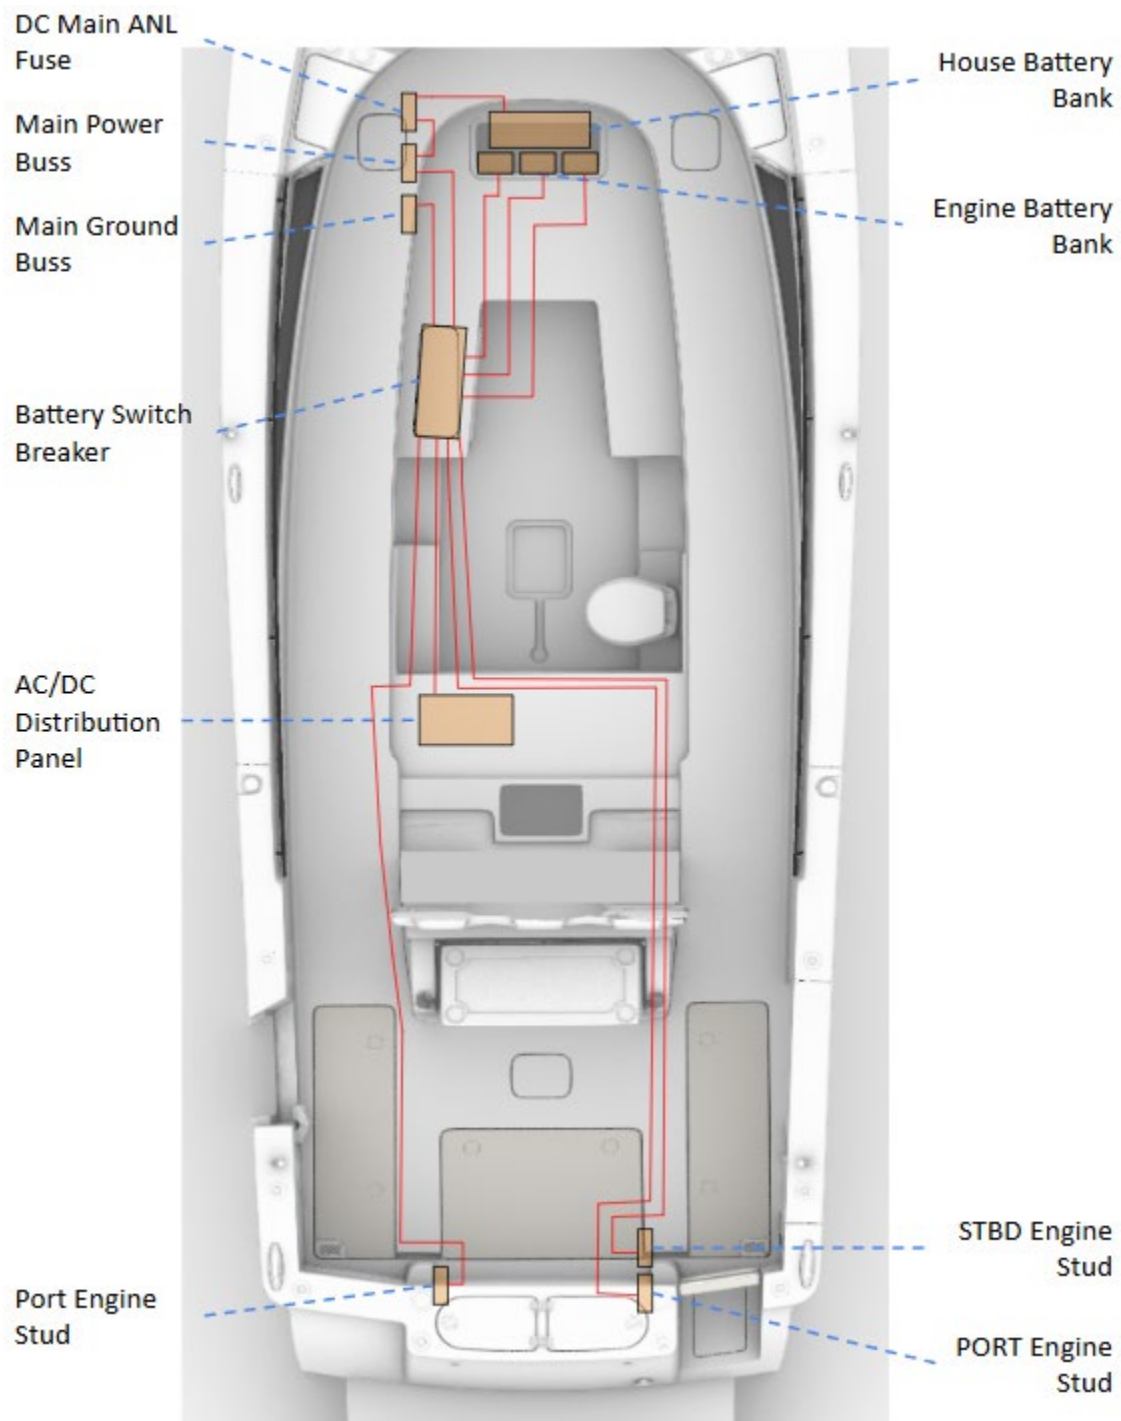 DC Main ANL
Fuse
House Battery
Bank
Main Power
Buss
Engine Battery
Bank
Main Ground
Buss
Battery Switch
Breaker
AC/DC
Distribution
Panel
STBD Engine
Stud
Port Engine
Stud
PORT Engine
Stud